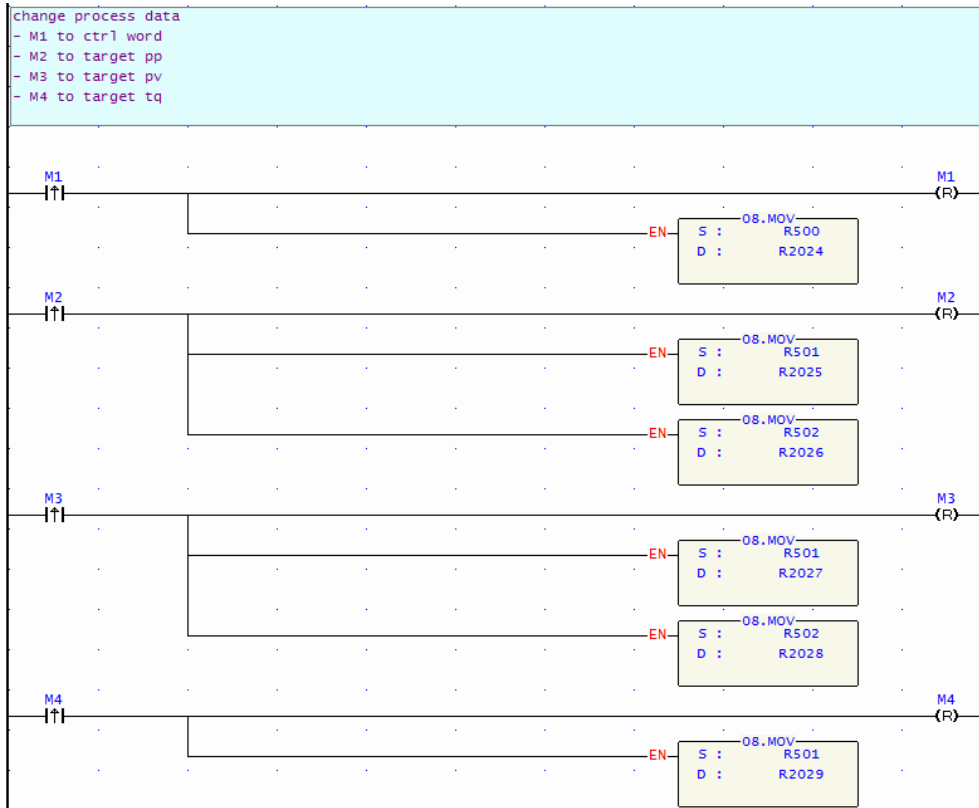 change process data
- M1 to ctrl word
- M2 to target pp
- M3 to target pv
- M4 to target tq
M1 M1
(R)
08.MOV
EN S : R500
D : R2024
M2 M2
(R)
08.MOV
EN S : R501
D : R2025
08.MOV
EN S : R502
D : R2026
M3 M3
(R)
08.MOV
EN S : R501
D : R2027
08.MOV
EN S : R502
D : R2028
M4 M4
(R)
08.MOV
EN S : R501
D : R2029